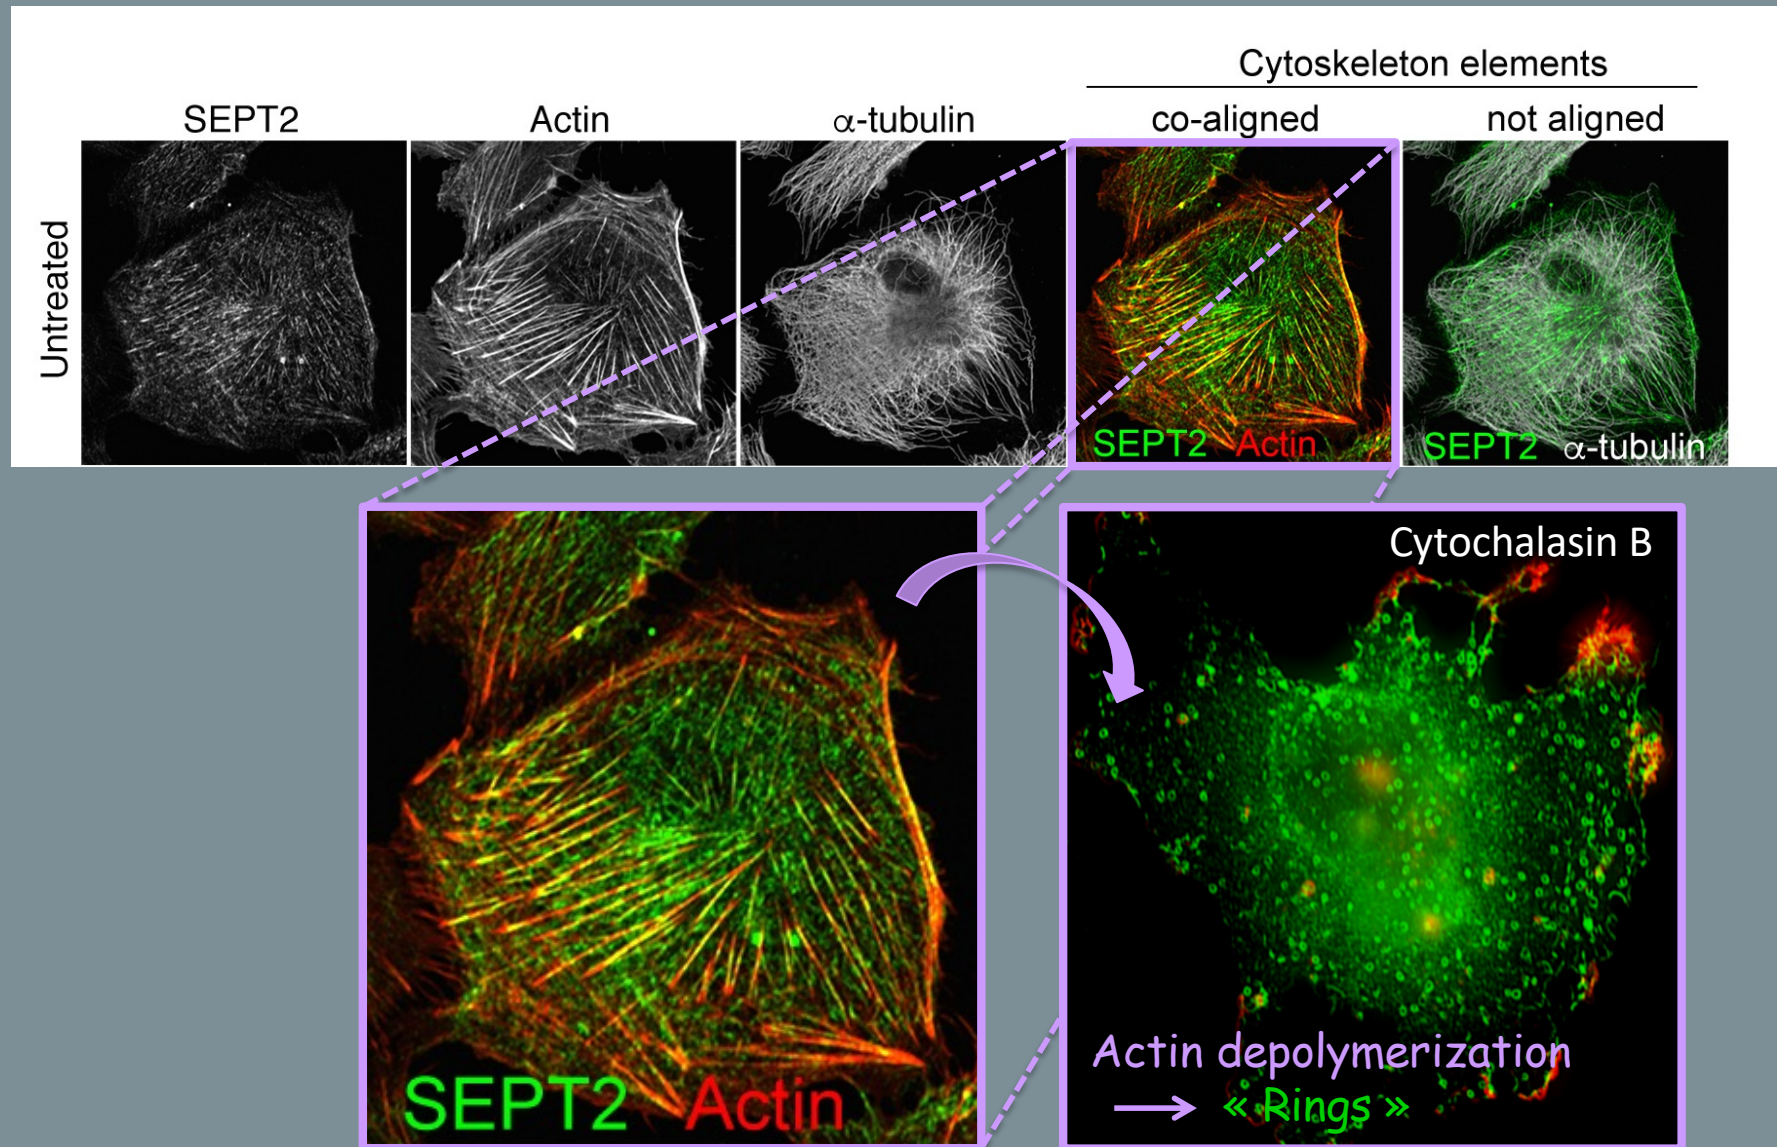 Cytoskeleton elements
SEPT2 Actin α-tubulin co-aligned not aligned
Untreated
SEPT2 Actin
SEPT2 α-tubulin
Cytochalasin B
SEPT2 Actin
Actin depolymerization
→ « Rings »